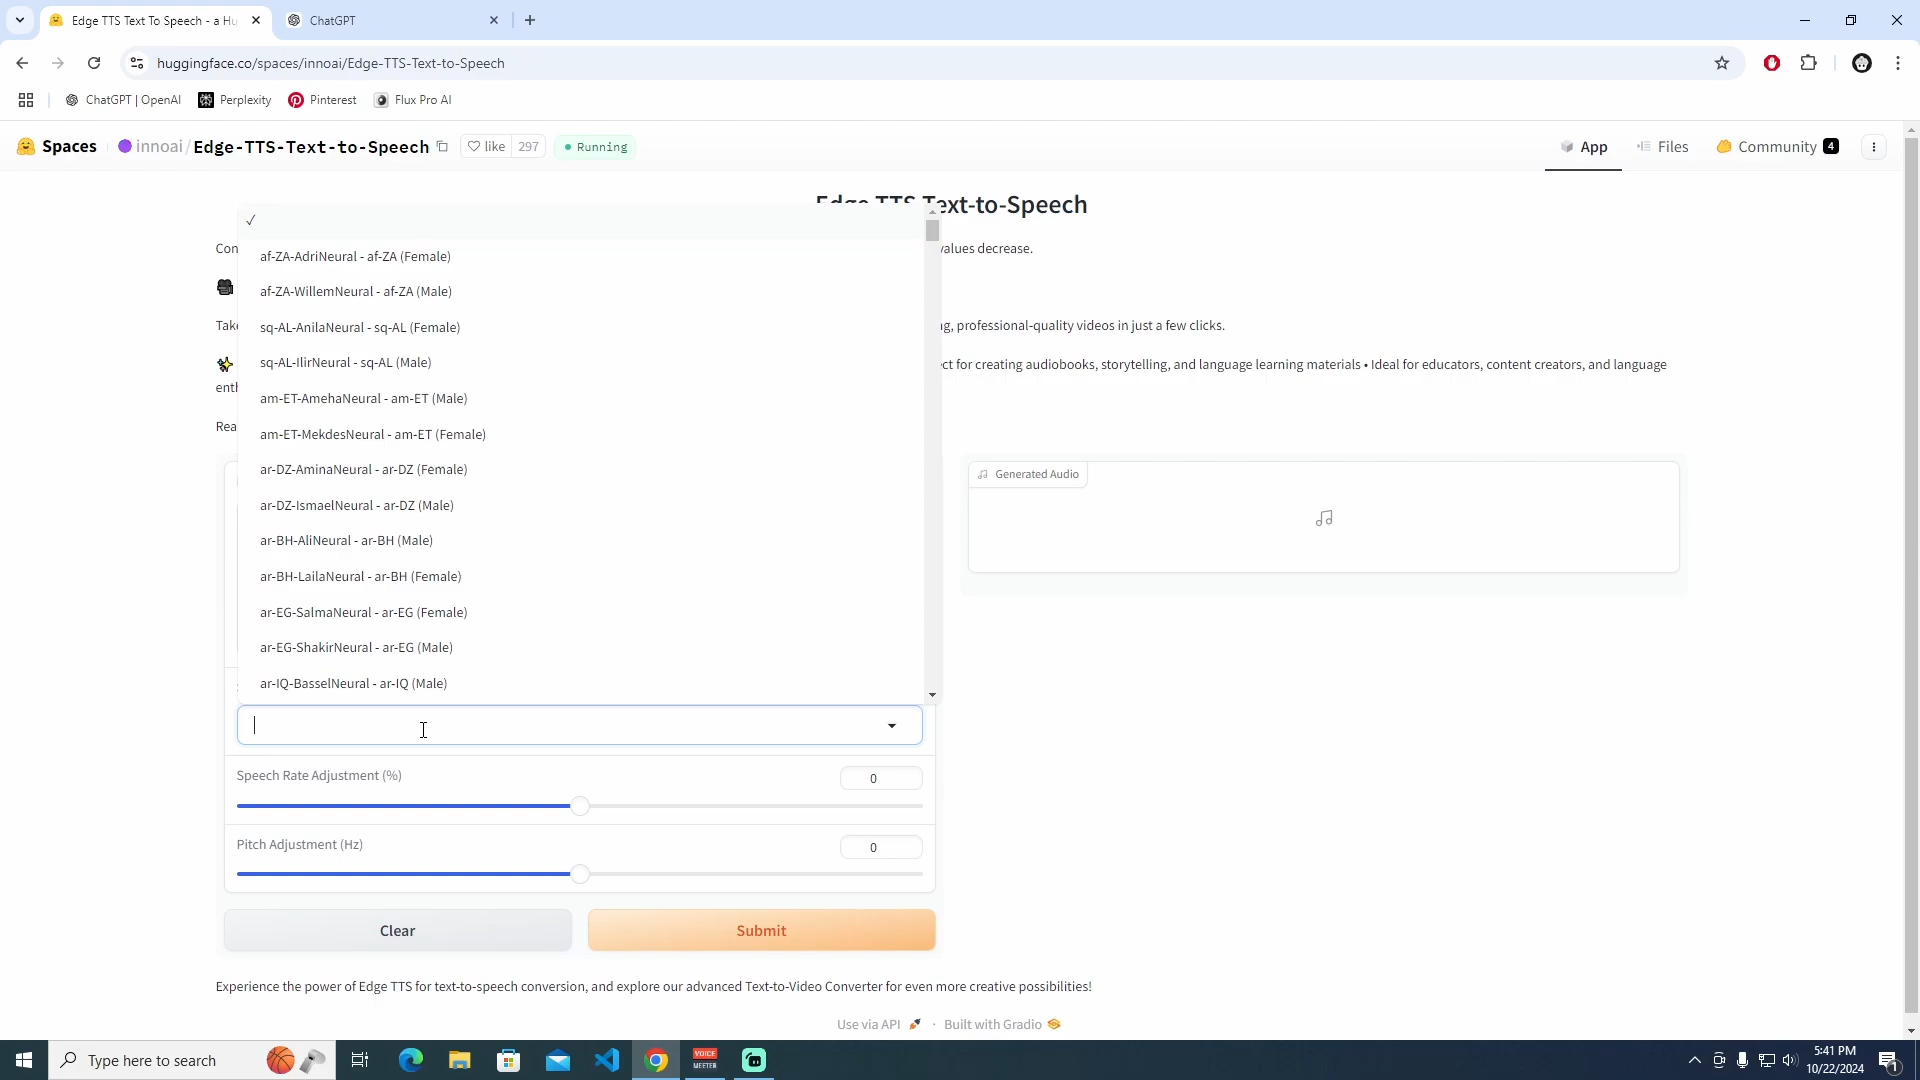 Edge TTS Text To Speech - a Hu
ChatGPT
huggingface.co/spaces/innoai/Edge-TTS-Text-to-Speech
ChatGPT | OpenAI
Perplexity
Pinterest
Flux Pro AI
Spaces
innoai/Edge-TTS-Text-to-Speech
like 297
Running
App
Files
Community 4
Edge TTS Text-to-Speech
Con
values decrease.
Take
ng, professional-quality videos in just a few clicks.
ct for creating audiobooks, storytelling, and language learning materials • Ideal for educators, content creators, and language
enth
Rea
✓
af-ZA-AdriNeural - af-ZA (Female)
af-ZA-WillemNeural - af-ZA (Male)
sq-AL-AnilaNeural - sq-AL (Female)
sq-AL-IlirNeural - sq-AL (Male)
am-ET-AmehaNeural - am-ET (Male)
am-ET-MekdesNeural - am-ET (Female)
ar-DZ-AminaNeural - ar-DZ (Female)
ar-DZ-IsmaelNeural - ar-DZ (Male)
ar-BH-AliNeural - ar-BH (Male)
ar-BH-LailaNeural - ar-BH (Female)
ar-EG-SalmaNeural - ar-EG (Female)
ar-EG-ShakirNeural - ar-EG (Male)
ar-IQ-BasselNeural - ar-IQ (Male)
Generated Audio
Speech Rate Adjustment (%)
0
Pitch Adjustment (Hz)
0
Clear
Submit
Experience the power of Edge TTS for text-to-speech conversion, and explore our advanced Text-to-Video Converter for even more creative possibilities!
Use via API · Built with Gradio
Type here to search
VOICE
MEETER
5:41 PM
10/22/2024
1